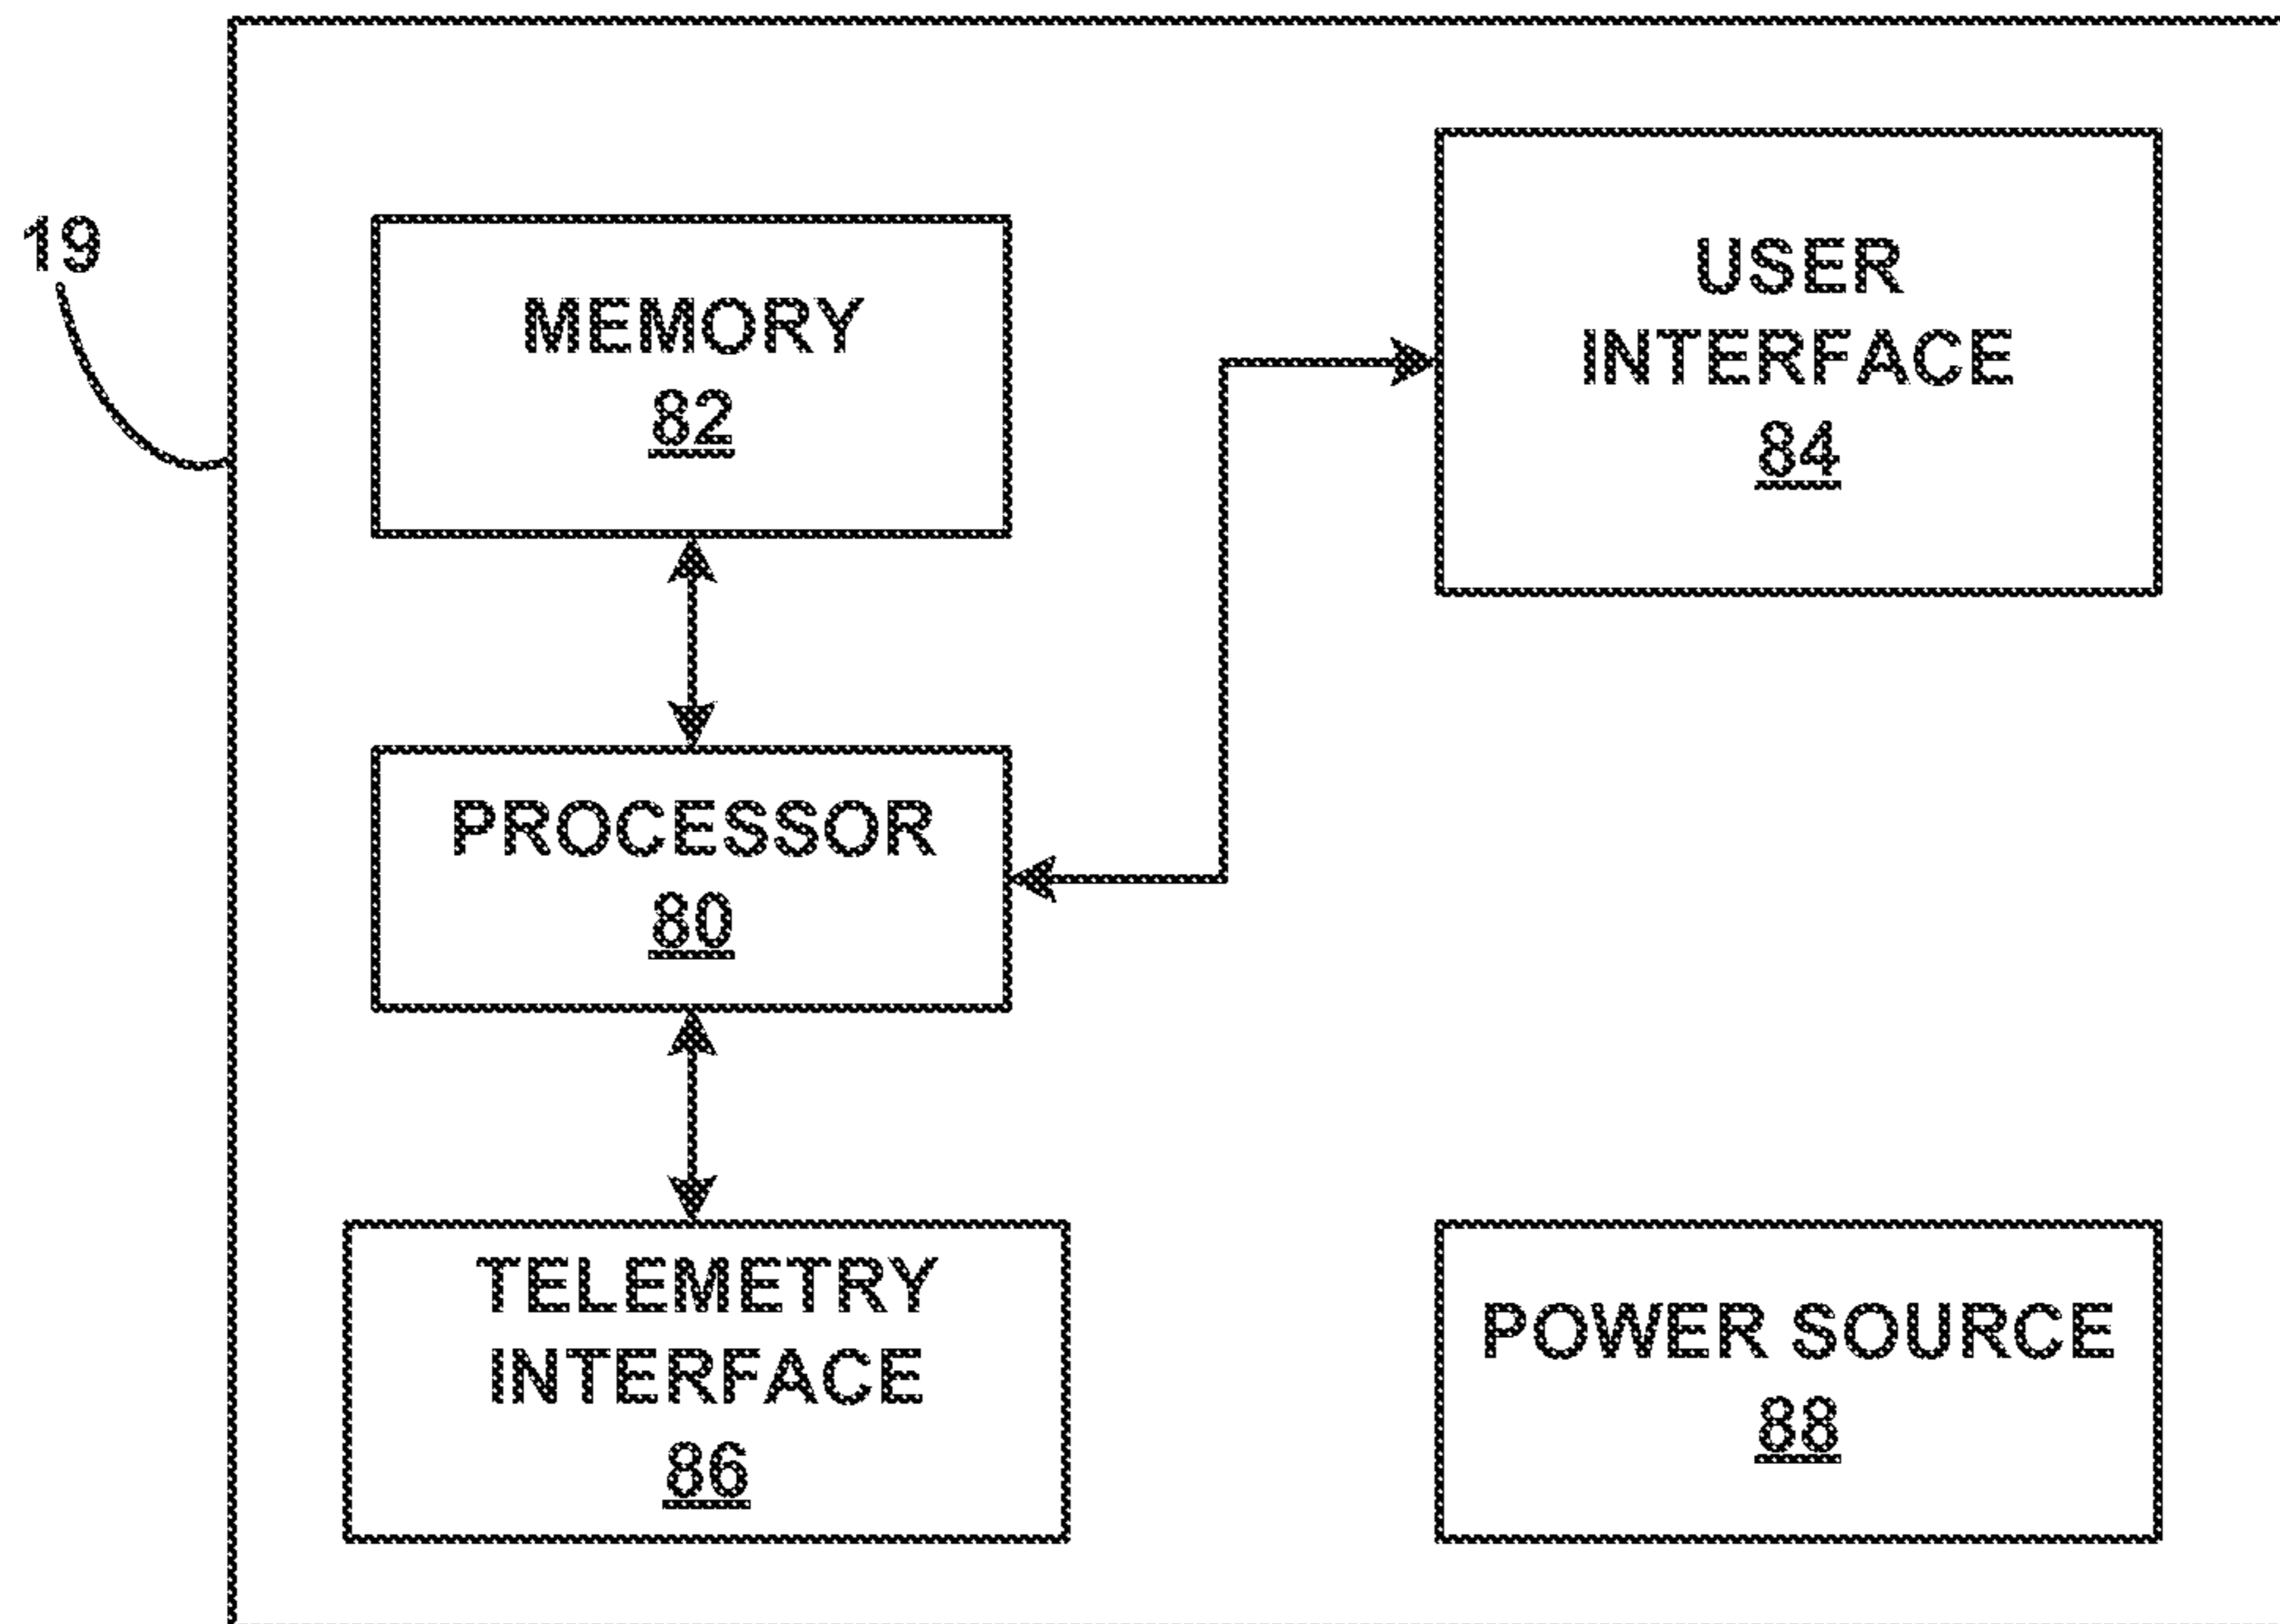 19
MEMORY
82
USER
INTERFACE
84
PROCESSOR
80
TELEMETRY
INTERFACE
86
POWER SOURCE
88